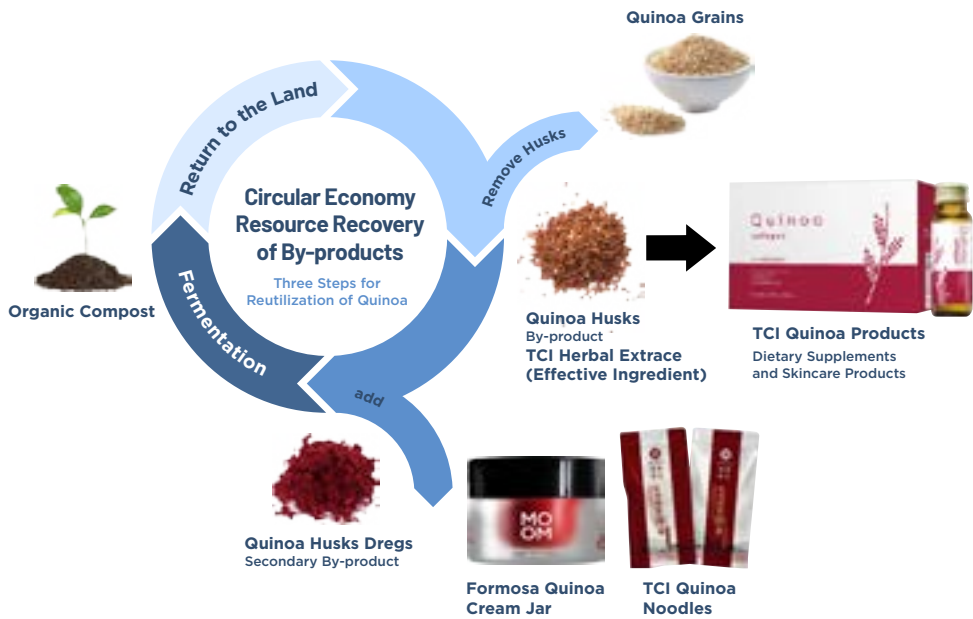 Quinoa Grains
Return to the Land
Remove Husks
Circular Economy
Resource Recovery
of By-products
Three Steps for
Reutilization of Quinoa
Quinoa
collagen
Organic Compost
Fermentation
Quinoa Husks
By-product
TCI Herbal Extrace
(Effective Ingredient)
TCI Quinoa Products
Dietary Supplements
and Skincare Products
add
MO
OM
Quinoa Husks Dregs
Secondary By-product
Formosa Quinoa
Cream Jar
TCI Quinoa
Noodles